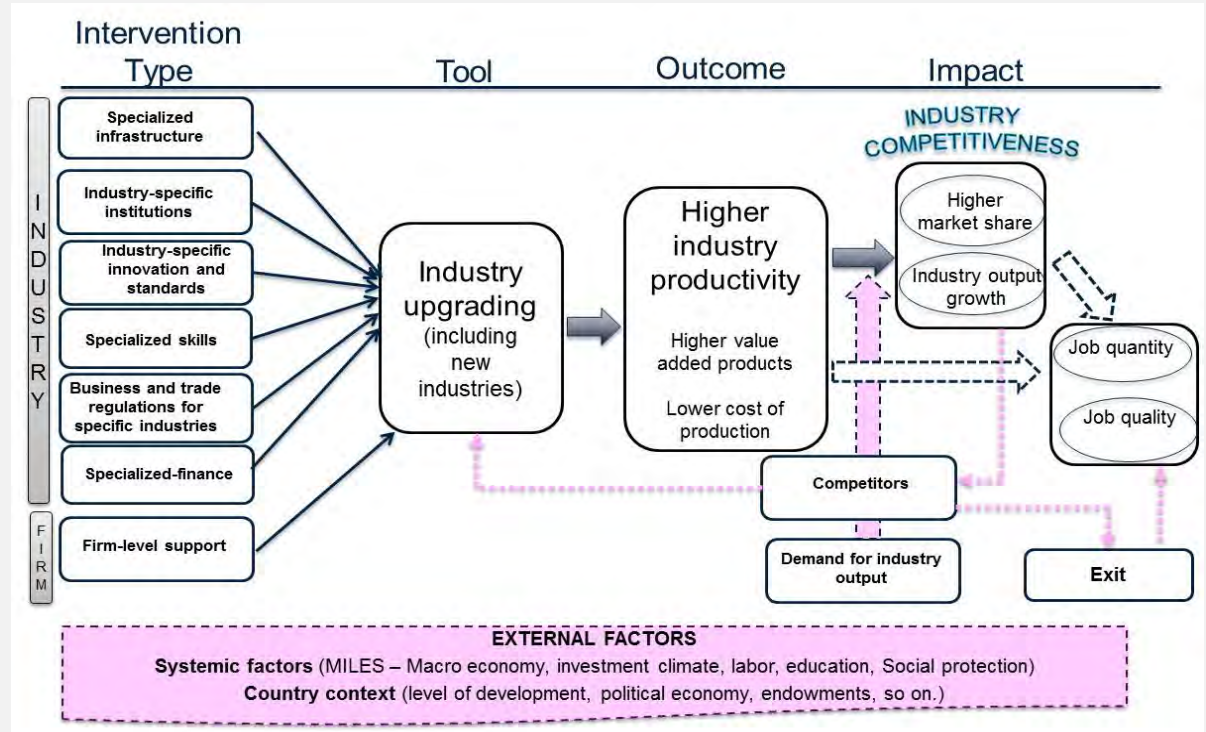 Intervention
Type
Tool
Outcome
Impact
INDUSTRY
Specialized
infrastructure
Industry-specific
institutions
Industry-specific
innovation and
standards
Specialized skills
Business and trade
regulations for
specific industries
Specialized-finance
FIRM
Firm-level support
Industry
upgrading
(including
new
industries)
Higher
industry
productivity
Higher value
added products
Lower cost of
production
INDUSTRY
COMPETITIVENESS
Higher
market share
Industry output
growth
Job quantity
Job quality
Competitors
Demand for industry
output
Exit
EXTERNAL FACTORS
Systemic factors (MILES – Macro economy, investment climate, labor, education, Social protection)
Country context (level of development, political economy, endowments, so on.)